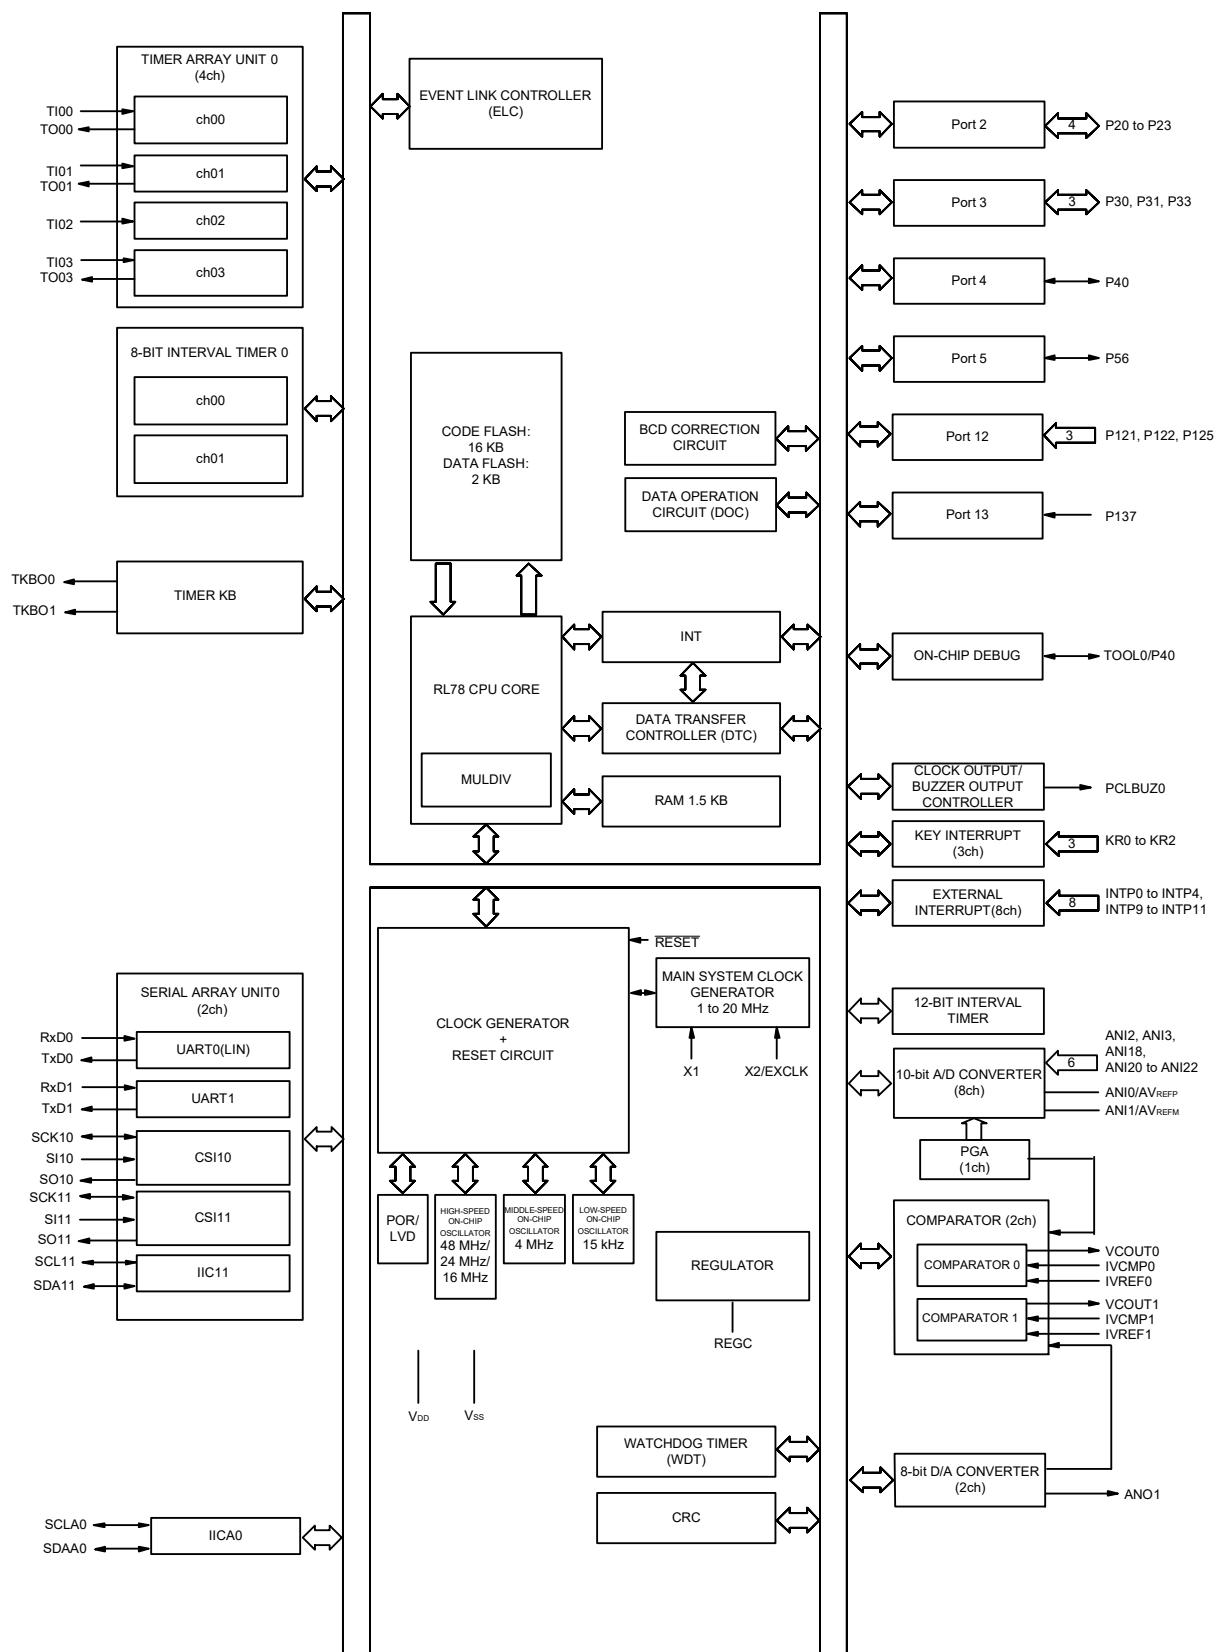 TIMER ARRAY UNIT 0
(4ch)
TI00
TO00
ch00
TI01
TO01
ch01
TI02
ch02
TI03
TO03
ch03
8-BIT INTERVAL TIMER 0
ch00
ch01
TKBO0
TKBO1
TIMER KB
SERIAL ARRAY UNIT0
(2ch)
RxD0
TxD0
UART0(LIN)
RxD1
TxD1
UART1
SCK10
SI10
SO10
CSI10
SCK11
SI11
SO11
CSI11
SCL11
SDA11
IIC11
SCLA0
SDAA0
IICA0
EVENT LINK CONTROLLER
(ELC)
CODE FLASH:
16 KB
DATA FLASH:
2 KB
BCD CORRECTION
CIRCUIT
DATA OPERATION
CIRCUIT (DOC)
RL78 CPU CORE
MULDIV
INT
DATA TRANSFER
CONTROLLER (DTC)
RAM 1.5 KB
CLOCK GENERATOR
+
RESET CIRCUIT
RESET
MAIN SYSTEM CLOCK
GENERATOR
1 to 20 MHz
X1
X2/EXCLK
POR/
LVD
HIGH-SPEED
ON-CHIP
OSCILLATOR
48 MHz/
24 MHz/
16 MHz
MIDDLE-SPEED
ON-CHIP
OSCILLATOR
4 MHz
LOW-SPEED
ON-CHIP
OSCILLATOR
15 kHz
REGULATOR
REGC
VDD
VSS
WATCHDOG TIMER
(WDT)
CRC
Port 2
4
P20 to P23
Port 3
3
P30, P31, P33
Port 4
P40
Port 5
P56
Port 12
3
P121, P122, P125
Port 13
P137
ON-CHIP DEBUG
TOOL0/P40
CLOCK OUTPUT/
BUZZER OUTPUT
CONTROLLER
PCLBUZ0
KEY INTERRUPT
(3ch)
3
KR0 to KR2
EXTERNAL
INTERRUPT(8ch)
8
INTP0 to INTP4,
INTP9 to INTP11
12-BIT INTERVAL
TIMER
10-bit A/D CONVERTER
(8ch)
6
ANI2, ANI3,
ANI18,
ANI20 to ANI22
ANI0/AVREFP
ANI1/AVREFM
PGA
(1ch)
COMPARATOR (2ch)
COMPARATOR 0
VCOUT0
IVCMP0
IVREF0
COMPARATOR 1
VCOUT1
IVCMP1
IVREF1
8-bit D/A CONVERTER
(2ch)
ANO1